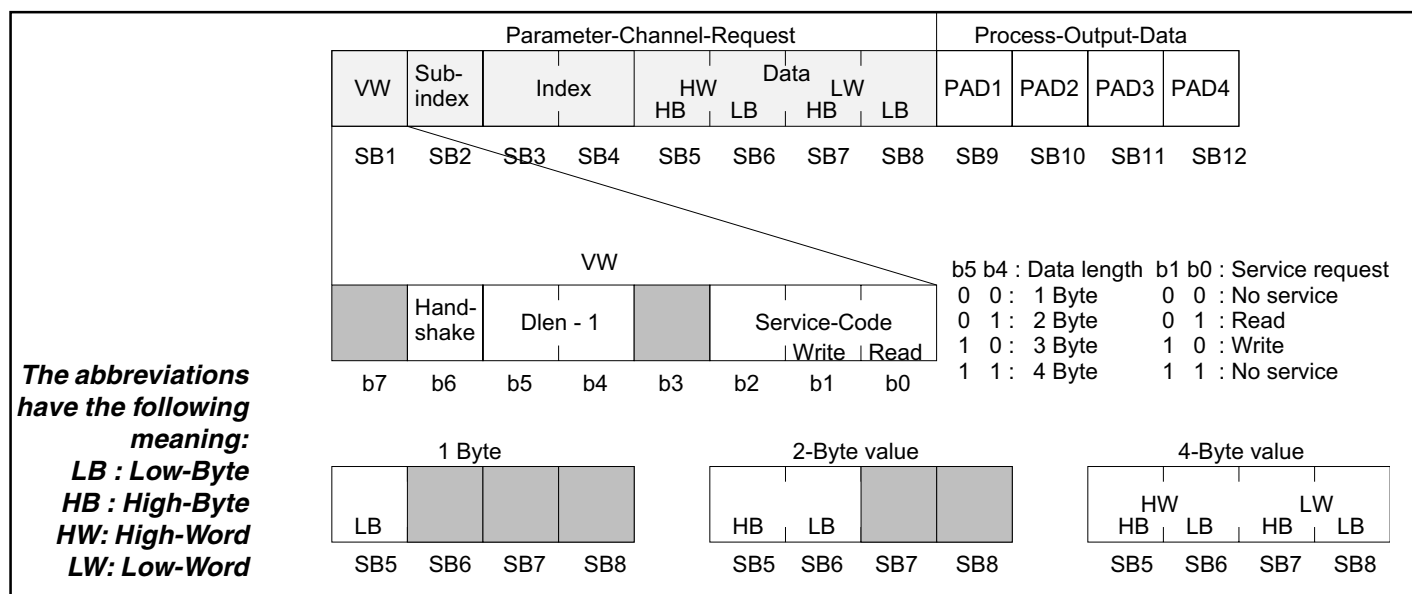 Parameter-Channel-Request Process-Output-Data
VW Sub-index Index Data HW LW HB LB HB LB PAD1 PAD2 PAD3 PAD4
SB1 SB2 SB3 SB4 SB5 SB6 SB7 SB8 SB9 SB10 SB11 SB12
VW
Hand-shake Dlen - 1 Service-Code Write Read
b7 b6 b5 b4 b3 b2 b1 b0
b5 b4 : Data length b1 b0 : Service request
0 0 : 1 Byte 0 0 : No service
0 1 : 2 Byte 0 1 : Read
1 0 : 3 Byte 1 0 : Write
1 1 : 4 Byte 1 1 : No service
The abbreviations
have the following
meaning:
LB : Low-Byte
HB : High-Byte
HW: High-Word
LW: Low-Word
1 Byte 2-Byte value 4-Byte value
HW LW
LB HB LB HB LB HB LB
SB5 SB6 SB7 SB8 SB5 SB6 SB7 SB8 SB5 SB6 SB7 SB8